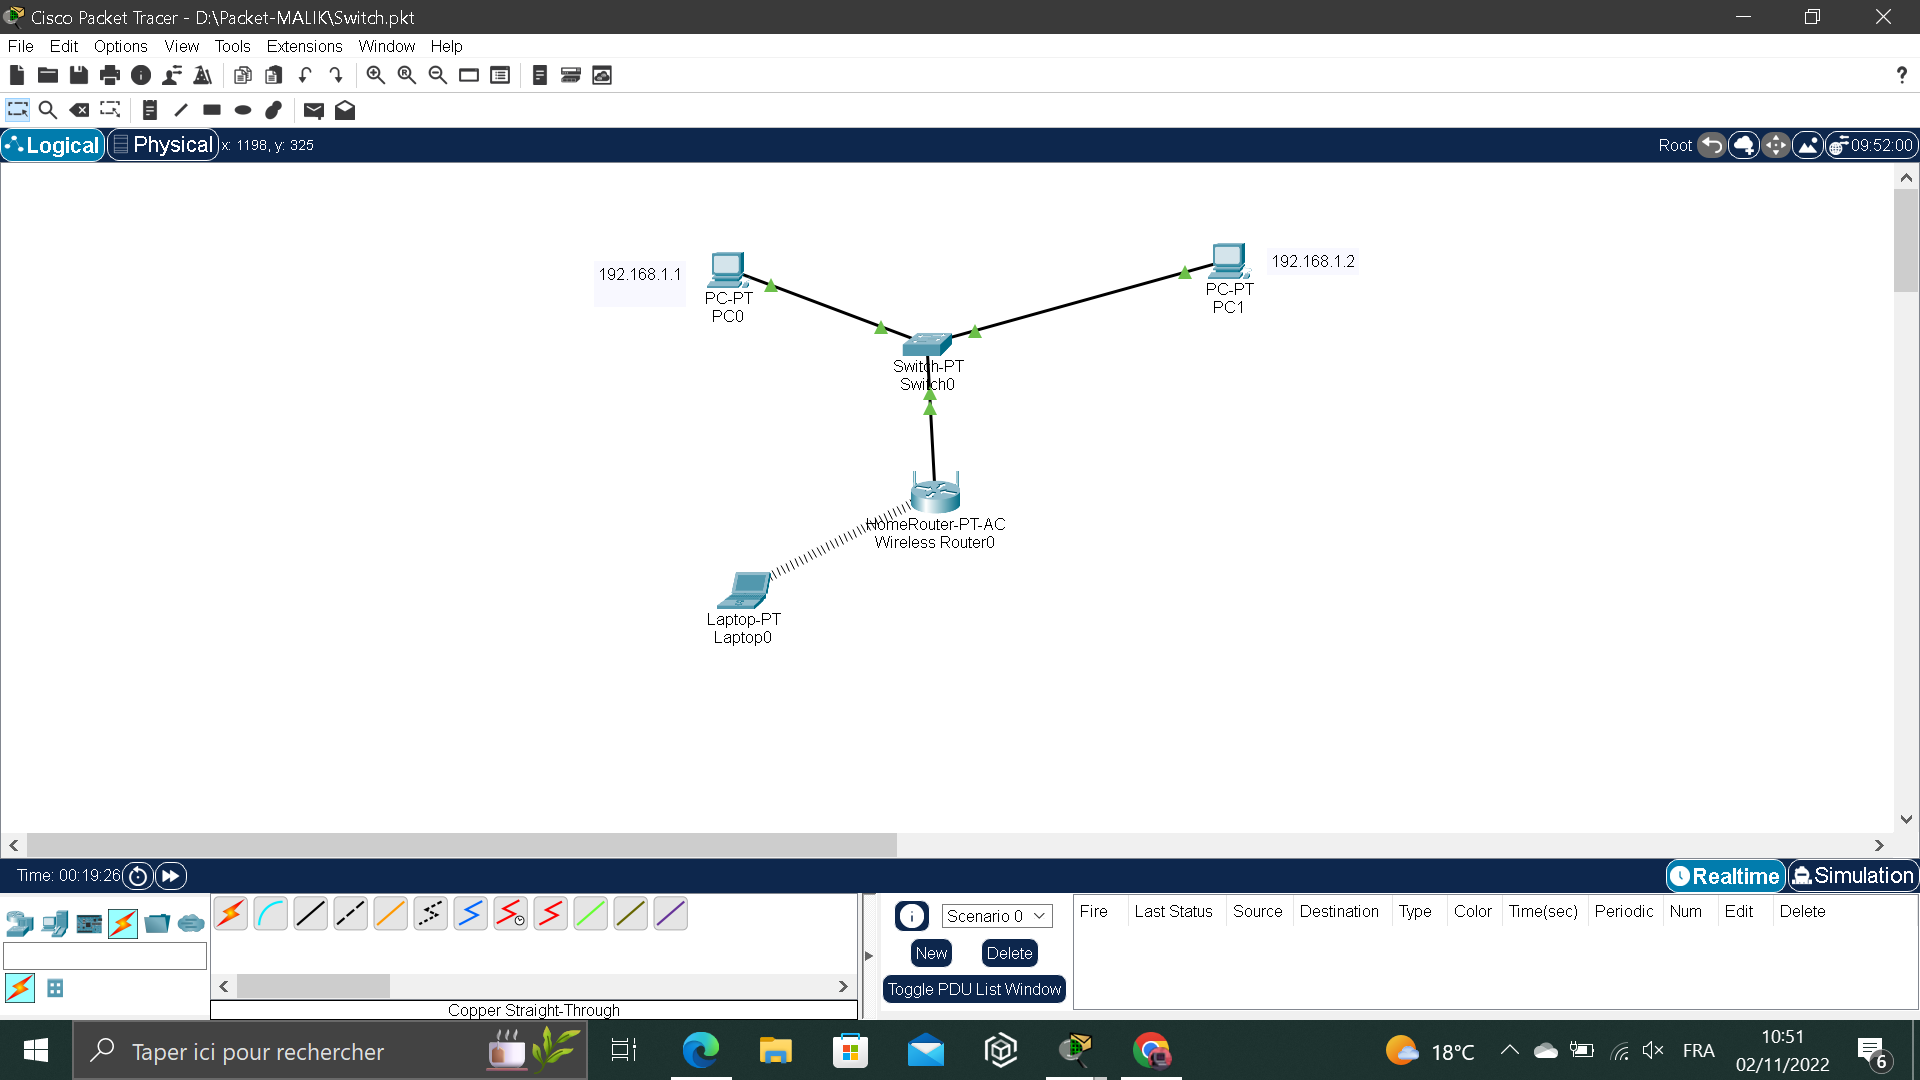 Cisco Packet Tracer - D:\Packet-MALIK\Switch.pkt
File Edit Options View Tools Extensions Window Help
?
Logical Physical x: 1198, y: 325 Root 09:52:00
192.168.1.1
PC-PT
PC0
192.168.1.2
PC-PT
PC1
Switch-PT
Switch0
HomeRouter-PT-AC
Wireless Router0
Laptop-PT
Laptop0
Time: 00:19:26 Realtime Simulation
Scenario 0
New Delete
Toggle PDU List Window
Fire Last Status Source Destination Type Color Time(sec) Periodic Num Edit Delete
Copper Straight-Through
Taper ici pour rechercher
18°C
FRA
10:51
02/11/2022
6